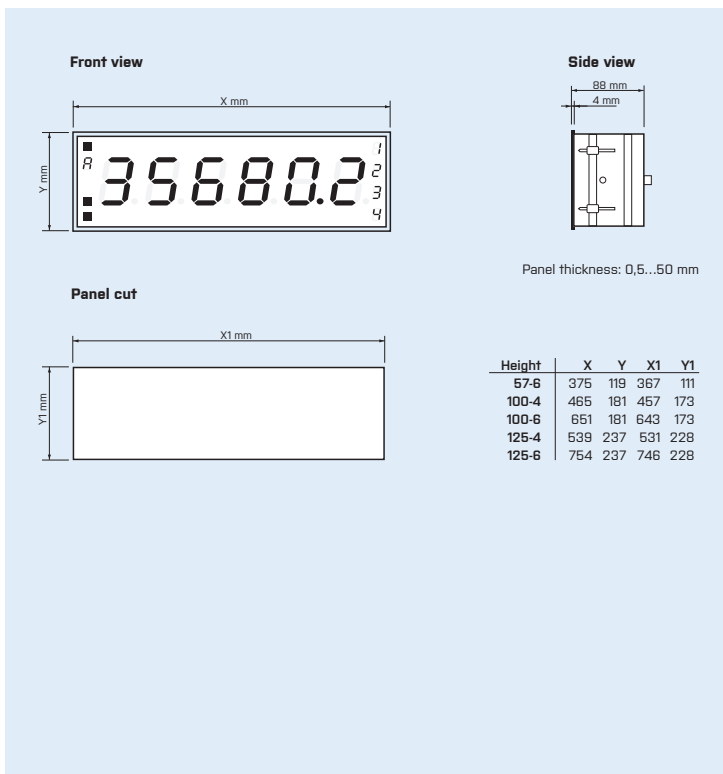 Front view
Side view
X mm
88 mm
4 mm
Y mm
A
35680.2
1
2
3
4
Panel thickness: 0,5...50 mm
Panel cut
X1 mm
Y1 mm
Height X Y X1 Y1
57-6 375 119 367 111
100-4 465 181 457 173
100-6 651 181 643 173
125-4 539 237 531 228
125-6 754 237 746 228